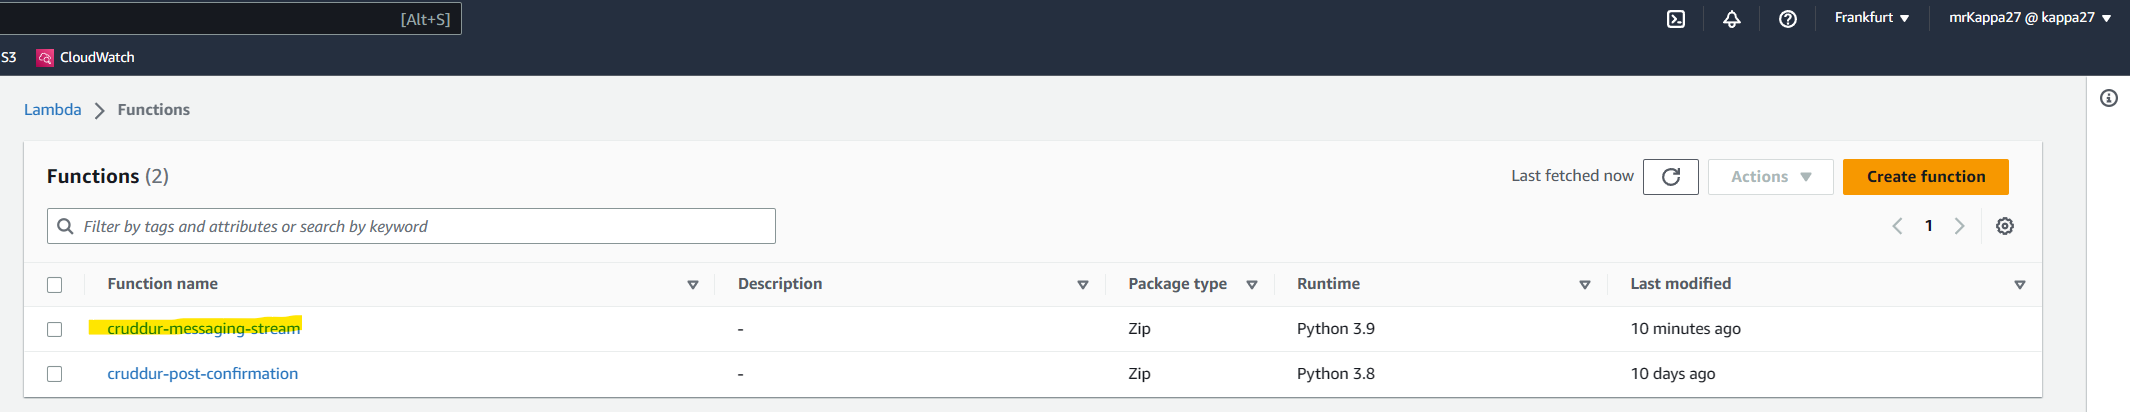 [Alt+S] Frankfurt ▼ mrKappa27 @ kappa27 ▼
S3 CloudWatch
Lambda > Functions
Functions (2) Last fetched now Actions ▼ Create function
Filter by tags and attributes or search by keyword < 1 >
Function name Description Package type Runtime Last modified
cruddur-messaging-stream - Zip Python 3.9 10 minutes ago
cruddur-post-confirmation - Zip Python 3.8 10 days ago